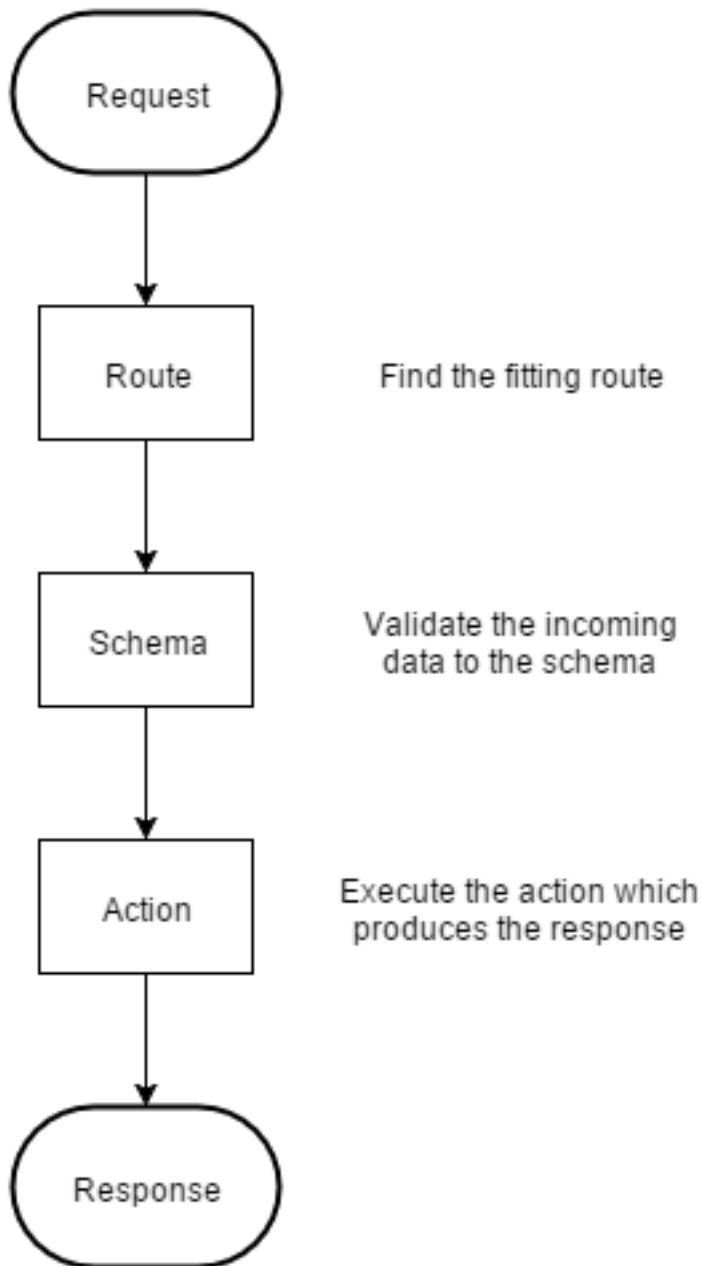 Request
Route
Find the fitting route
Schema
Validate the incoming
data to the schema
Action
Execute the action which
produces the response
Response